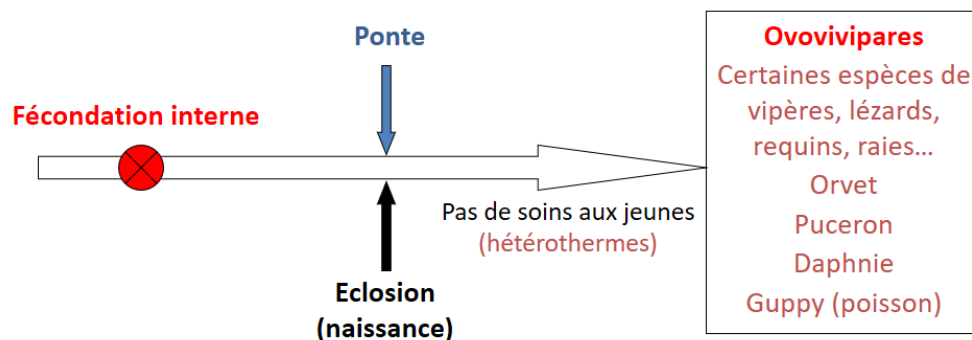 Ponte
Fécondation interne
Pas de soins aux jeunes
(hétérothermes)
Eclosion
(naissance)
Ovovivipares
Certaines espèces de
vipères, lézards,
requins, raies...
Orvet
Puceron
Daphnie
Guppy (poisson)